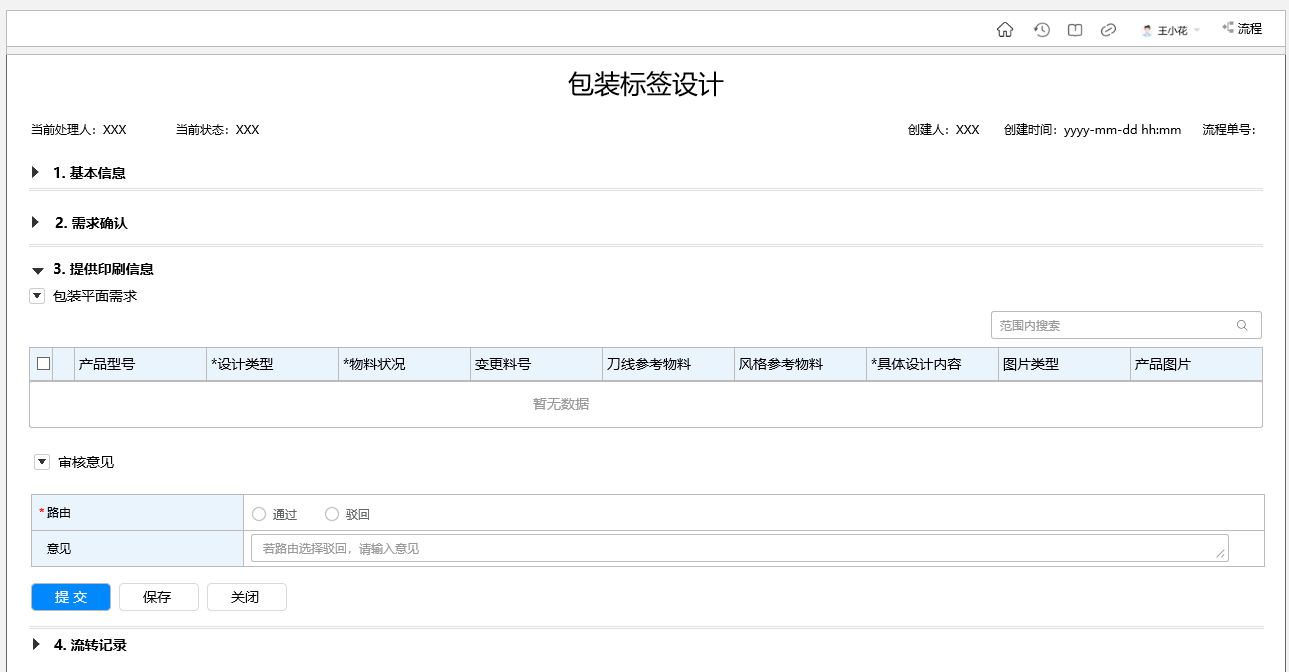 王小花 流程
包装标签设计
当前处理人：XXX 当前状态：XXX 创建人：XXX 创建时间：yyyy-mm-dd hh:mm 流程单号：
1. 基本信息
2. 需求确认
3. 提供印刷信息
包装平面需求
范围内搜索
产品型号 *设计类型 *物料状况 变更料号 刀线参考物料 风格参考物料 *具体设计内容 图片类型 产品图片
暂无数据
审核意见
*路由 通过 驳回
意见 若路由选择驳回，请输入意见
提 交 保存 关闭
4. 流转记录